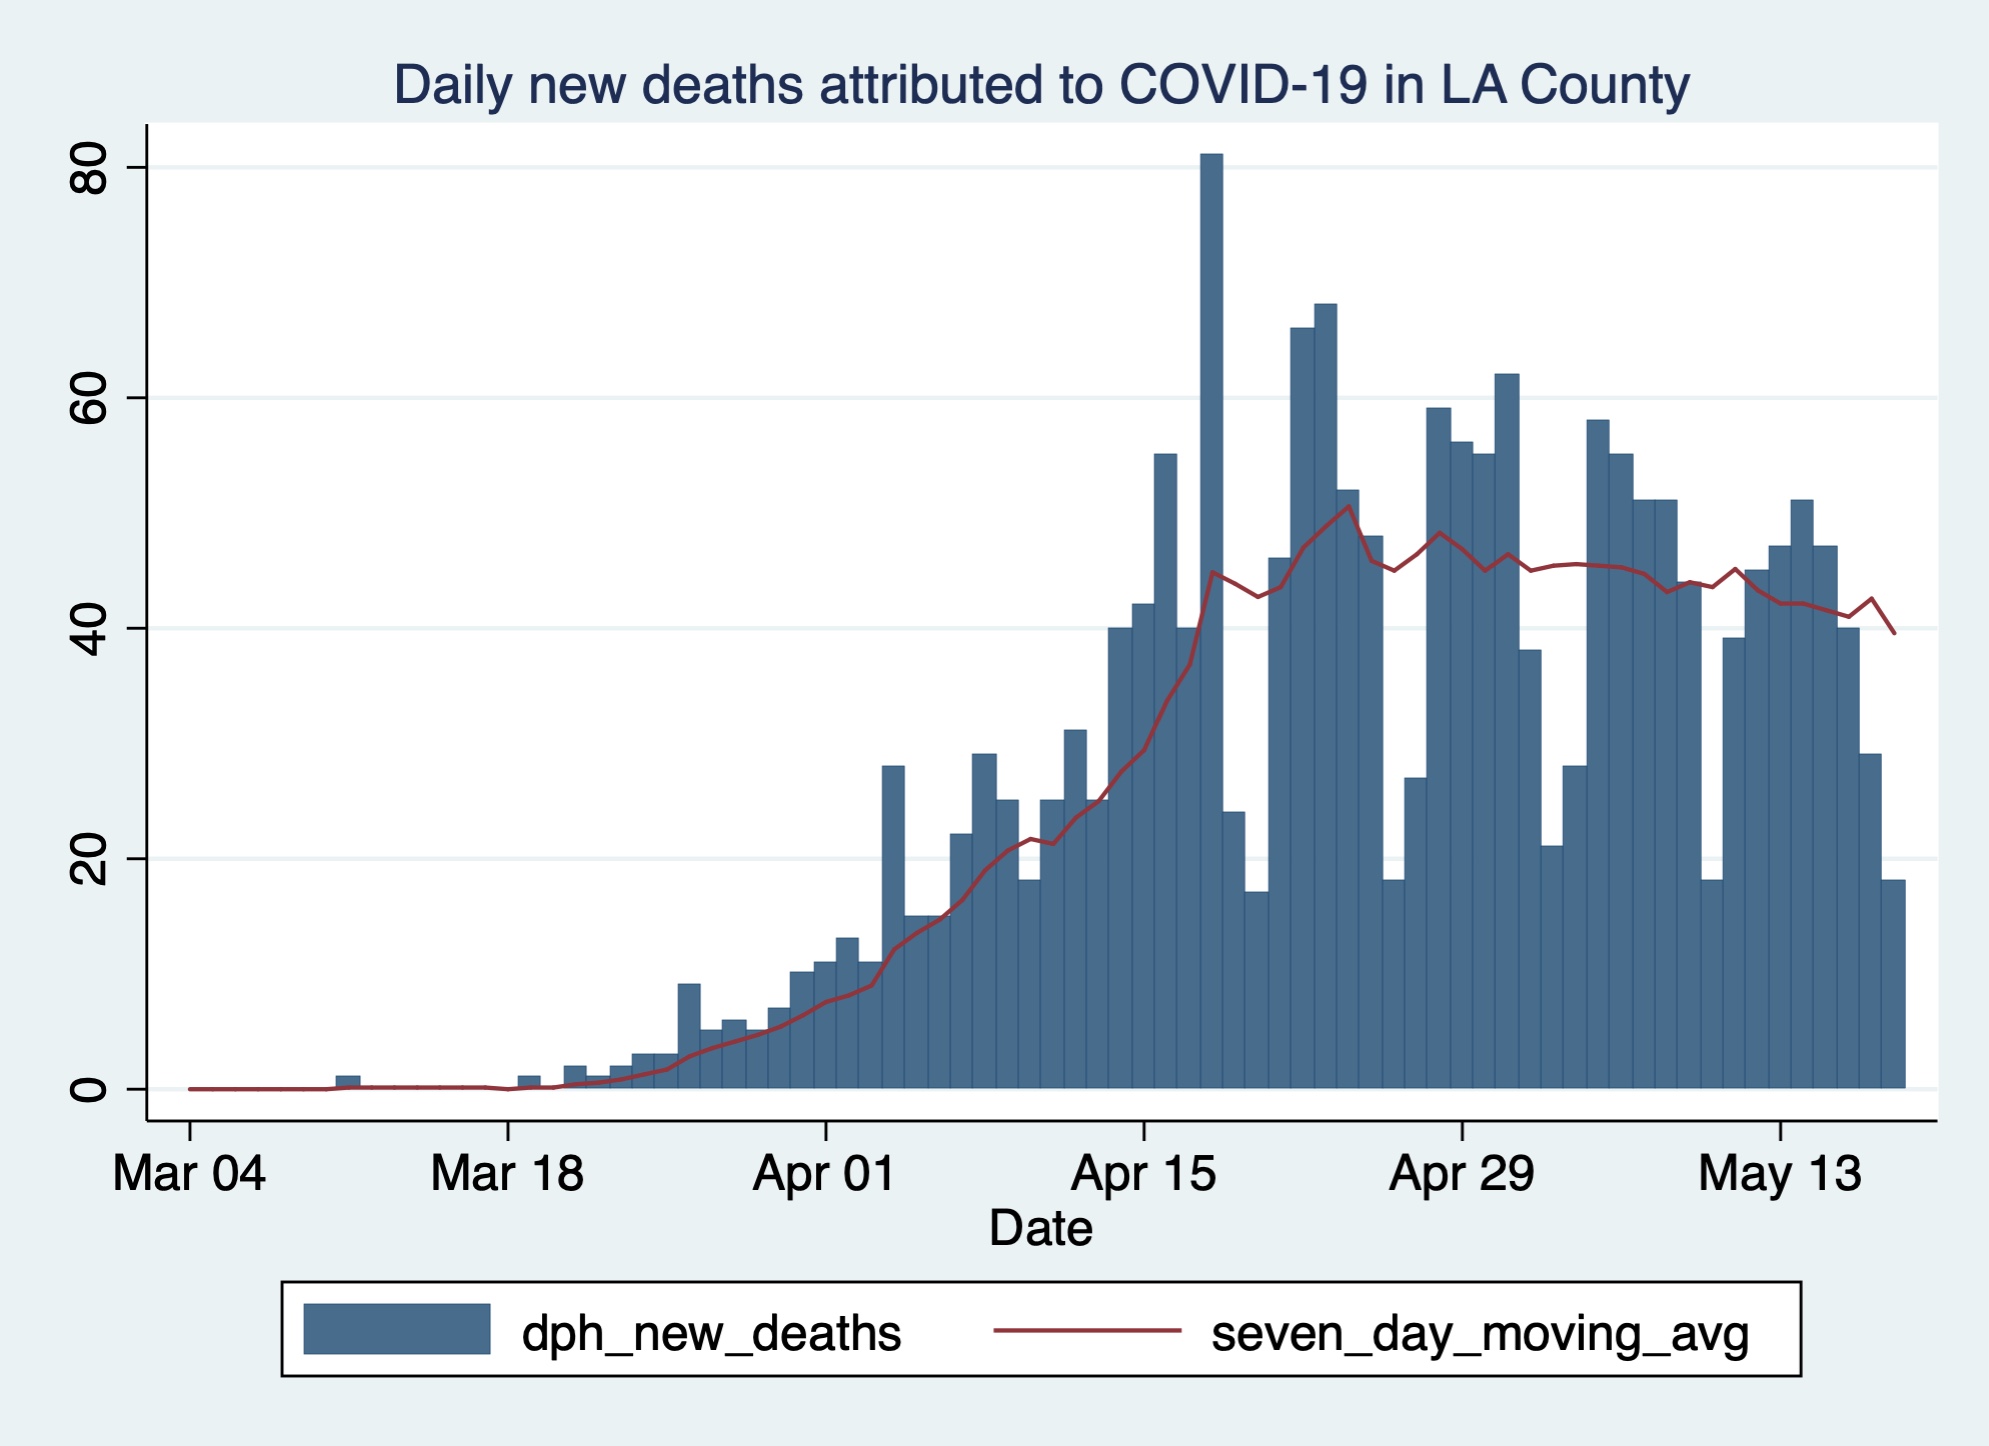 Daily new deaths attributed to COVID-19 in LA County
80
60
40
20
0
Mar 04 Mar 18 Apr 01 Apr 15 Apr 29 May 13
Date
dph_new_deaths seven_day_moving_avg